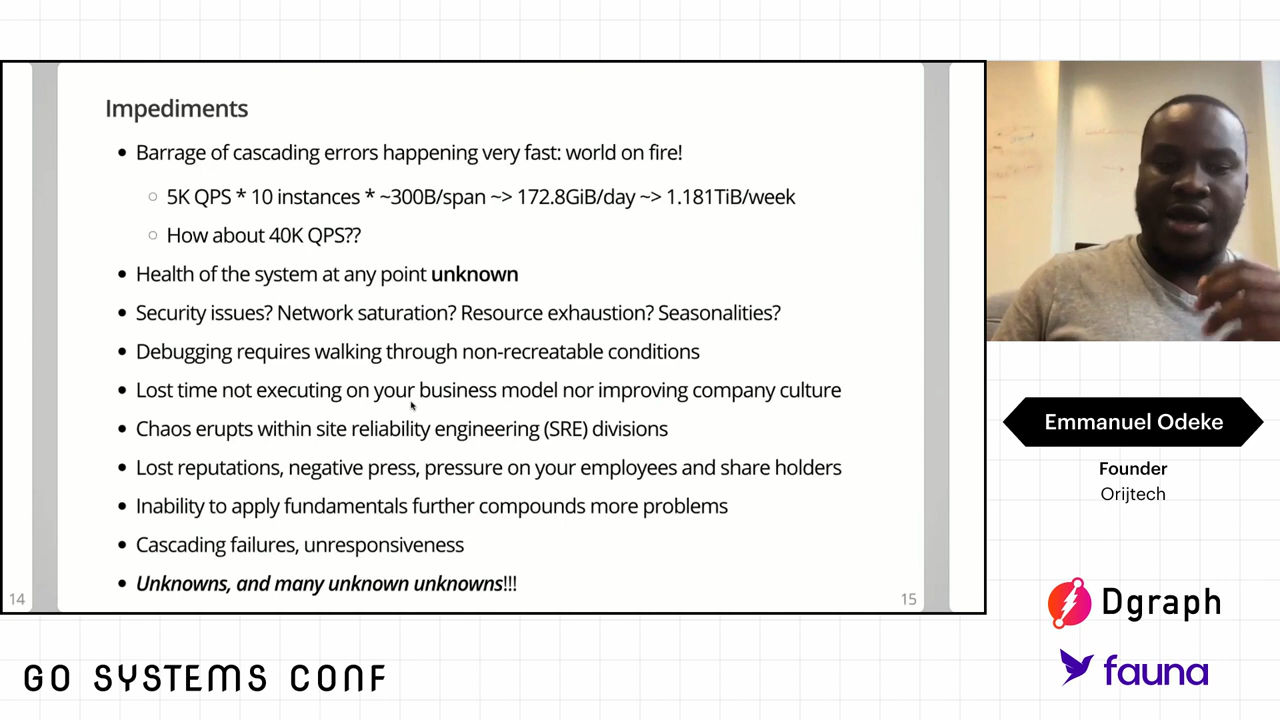 Impediments
• Barrage of cascading errors happening very fast: world on fire!
○ 5K QPS * 10 instances * ~300B/span ~> 172.8GiB/day ~> 1.181TiB/week
○ How about 40K QPS??
• Health of the system at any point unknown
• Security issues? Network saturation? Resource exhaustion? Seasonalities?
• Debugging requires walking through non-recreatable conditions
• Lost time not executing on your business model nor improving company culture
• Chaos erupts within site reliability engineering (SRE) divisions
• Lost reputations, negative press, pressure on your employees and share holders
• Inability to apply fundamentals further compounds more problems
• Cascading failures, unresponsiveness
• Unknowns, and many unknown unknowns!!!
14
15
Emmanuel Odeke
Founder
Orijtech
Dgraph
fauna
GO SYSTEMS CONF